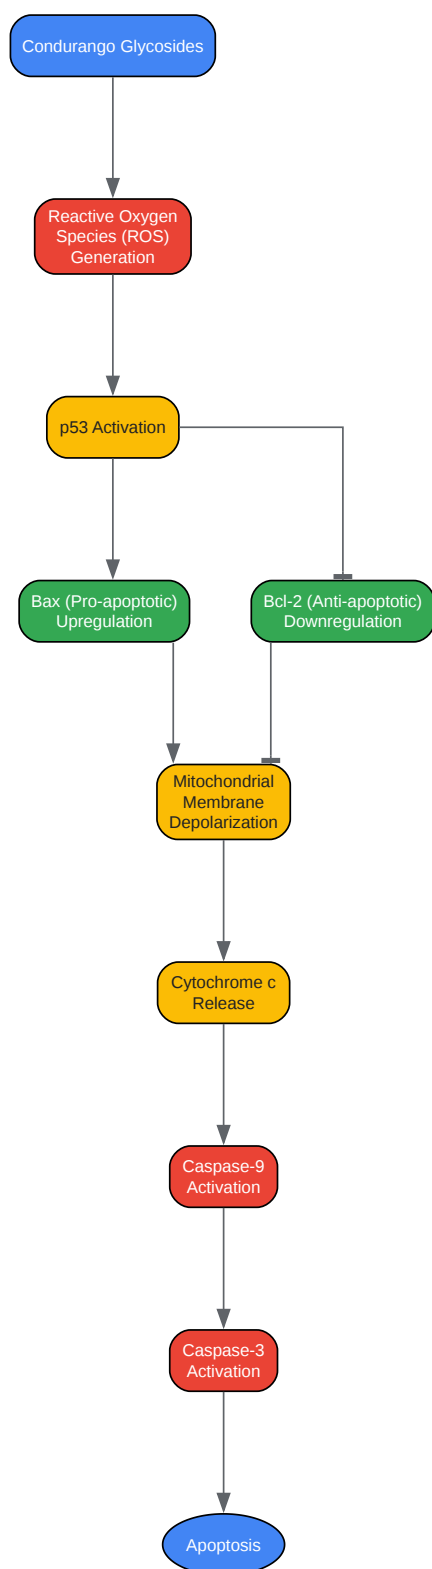 Condurango Glycosides
Reactive Oxygen
Species (ROS)
Generation
p53 Activation
Bax (Pro-apoptotic)
Upregulation
Bcl-2 (Anti-apoptotic)
Downregulation
Mitochondrial
Membrane
Depolarization
Cytochrome c
Release
Caspase-9
Activation
Caspase-3
Activation
Apoptosis